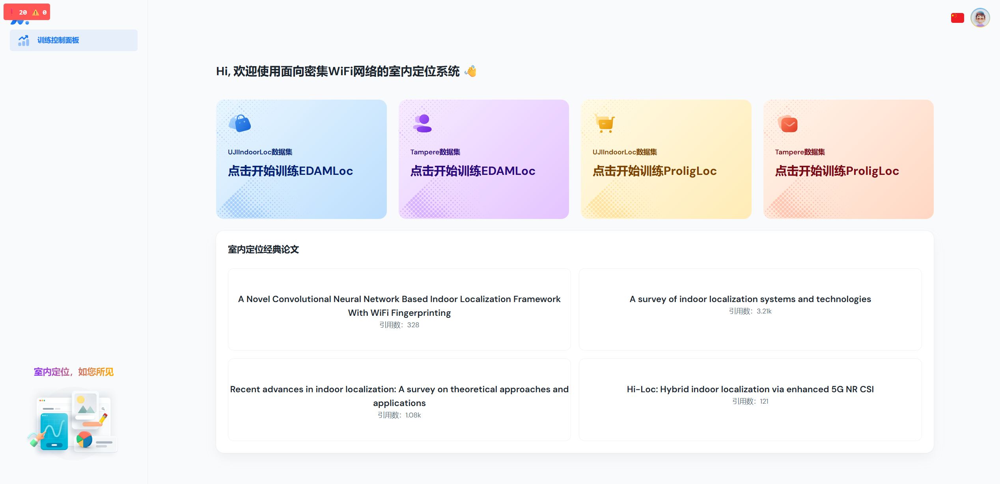 20 0
训练控制面板
Hi, 欢迎使用面向密集WiFi网络的室内定位系统
UJIIndoorLoc数据集
点击开始训练EDAMLoc
Tampere数据集
点击开始训练EDAMLoc
UJIIndoorLoc数据集
点击开始训练ProligLoc
Tampere数据集
点击开始训练ProligLoc
室内定位经典论文
A Novel Convolutional Neural Network Based Indoor Localization Framework
With WiFi Fingerprinting
引用数：328
A survey of indoor localization systems and technologies
引用数：3.21k
Recent advances in indoor localization: A survey on theoretical approaches and
applications
引用数：1.08k
Hi-Loc: Hybrid indoor localization via enhanced 5G NR CSI
引用数：121
室内定位，如您所见